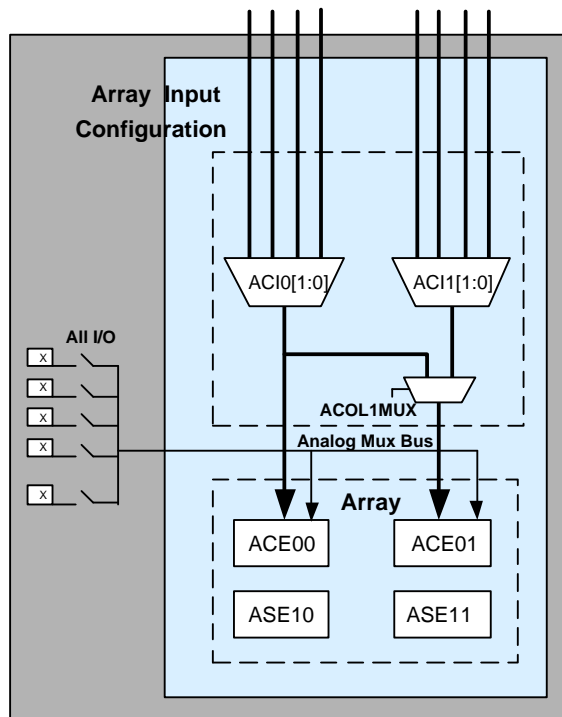 Array Input
Configuration
ACI0[1:0]
ACI1[1:0]
All I/O
X
X
X
X
X
ACOL1MUX
Analog Mux Bus
Array
ACE00
ACE01
ASE10
ASE11